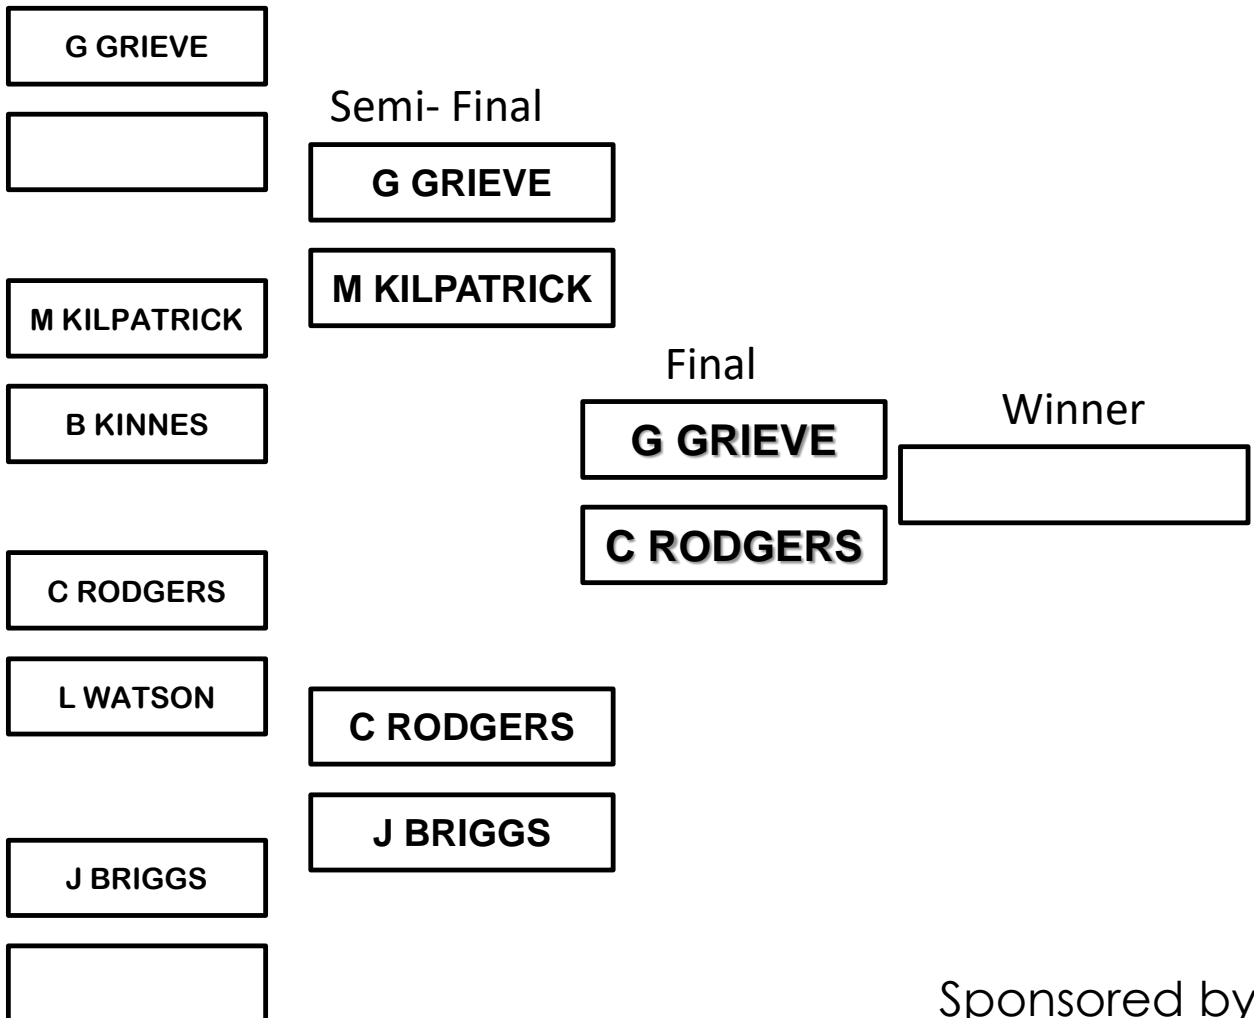 G GRIEVE
M KILPATRICK
B KINNES
C RODGERS
L WATSON
J BRIGGS
Semi- Final
G GRIEVE
M KILPATRICK
C RODGERS
J BRIGGS
Final
G GRIEVE
C RODGERS
Winner
Sponsored by